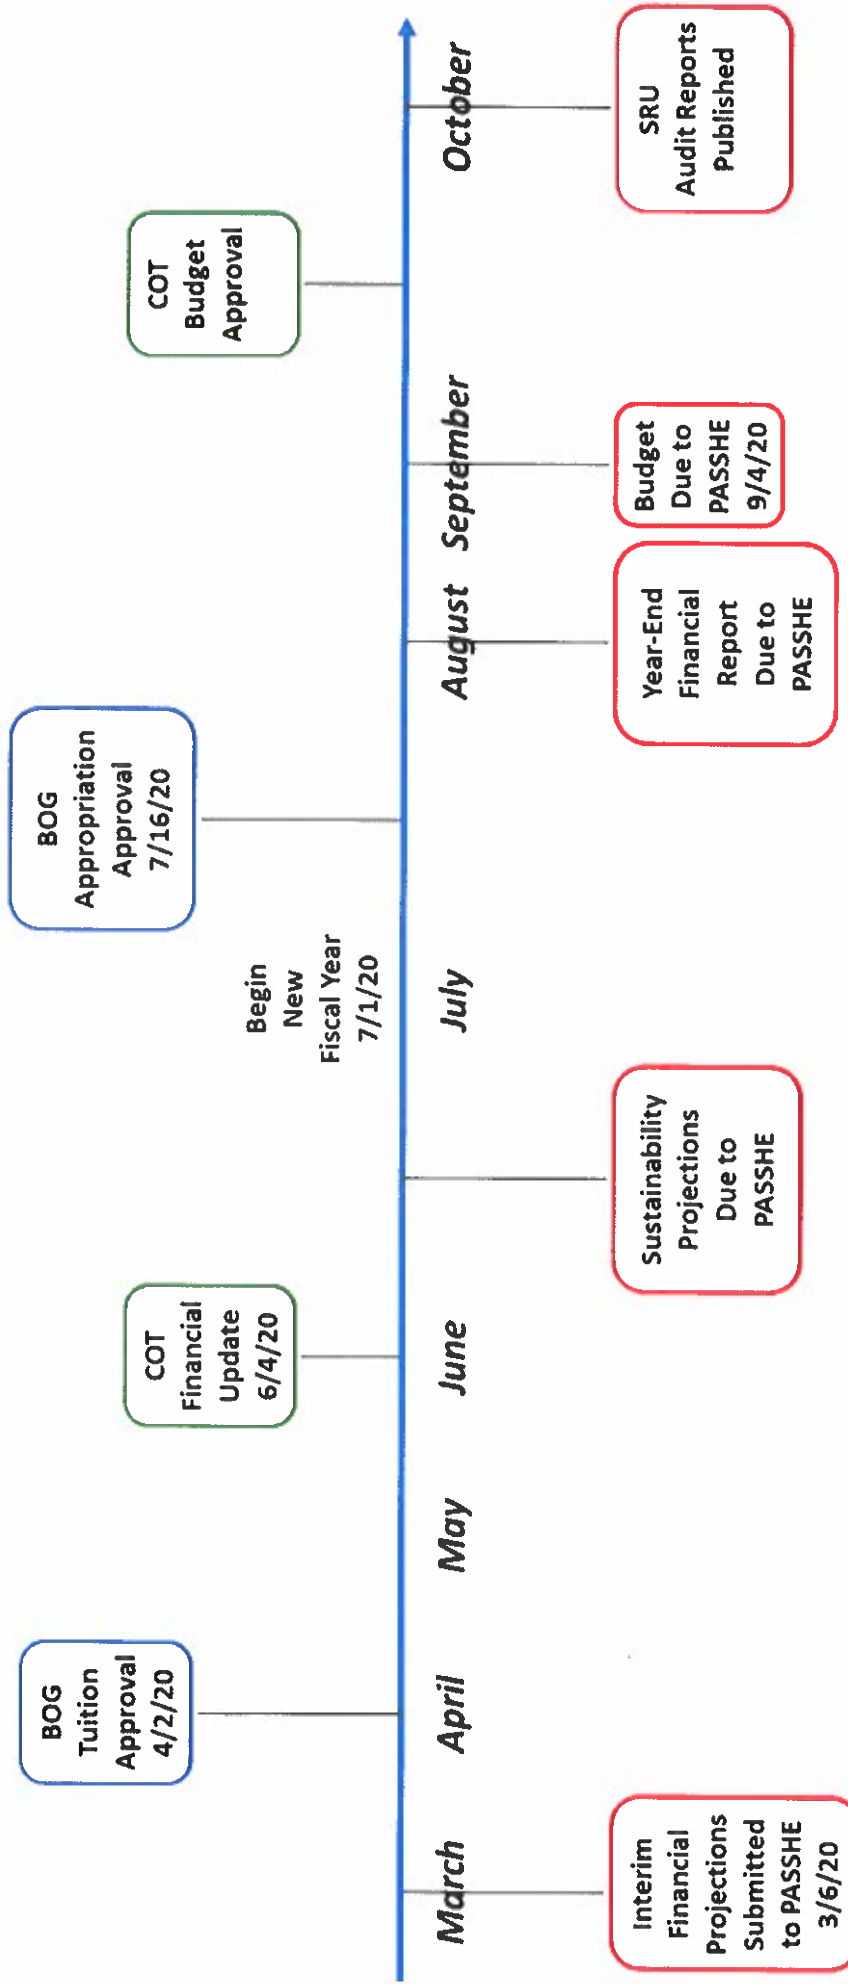 BOG
Tuition
Approval
4/2/20
COT
Financial
Update
6/4/20
Begin
New
Fiscal Year
7/1/20
BOG
Appropriation
Approval
7/16/20
COT
Budget
Approval
March
April
May
June
July
August
September
October
Interim
Financial
Projections
Submitted
to PASSHE
3/6/20
Sustainability
Projections
Due to
PASSHE
Year-End
Financial
Report
Due to
PASSHE
Budget
Due to
PASSHE
9/4/20
SRU
Audit Reports
Published